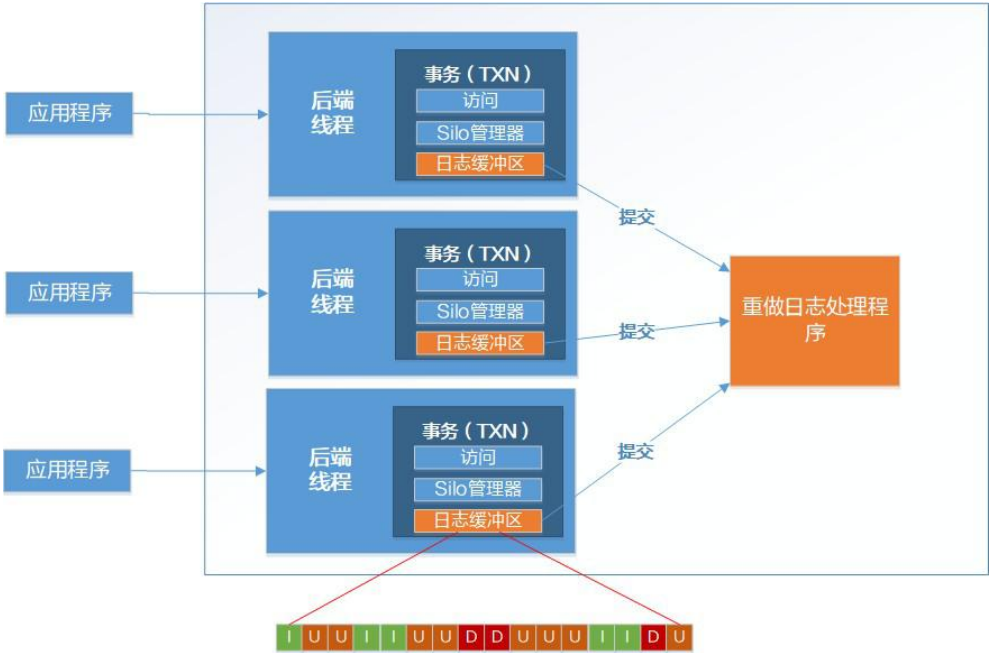 应用程序
后端
线程
事务（TXN）
访问
Silo管理器
日志缓冲区
提交
应用程序
后端
线程
事务（TXN）
访问
Silo管理器
日志缓冲区
提交
重做日志处理程
序
应用程序
后端
线程
事务（TXN）
访问
Silo管理器
日志缓冲区
提交
I U U I I U U D D U U U I I D U